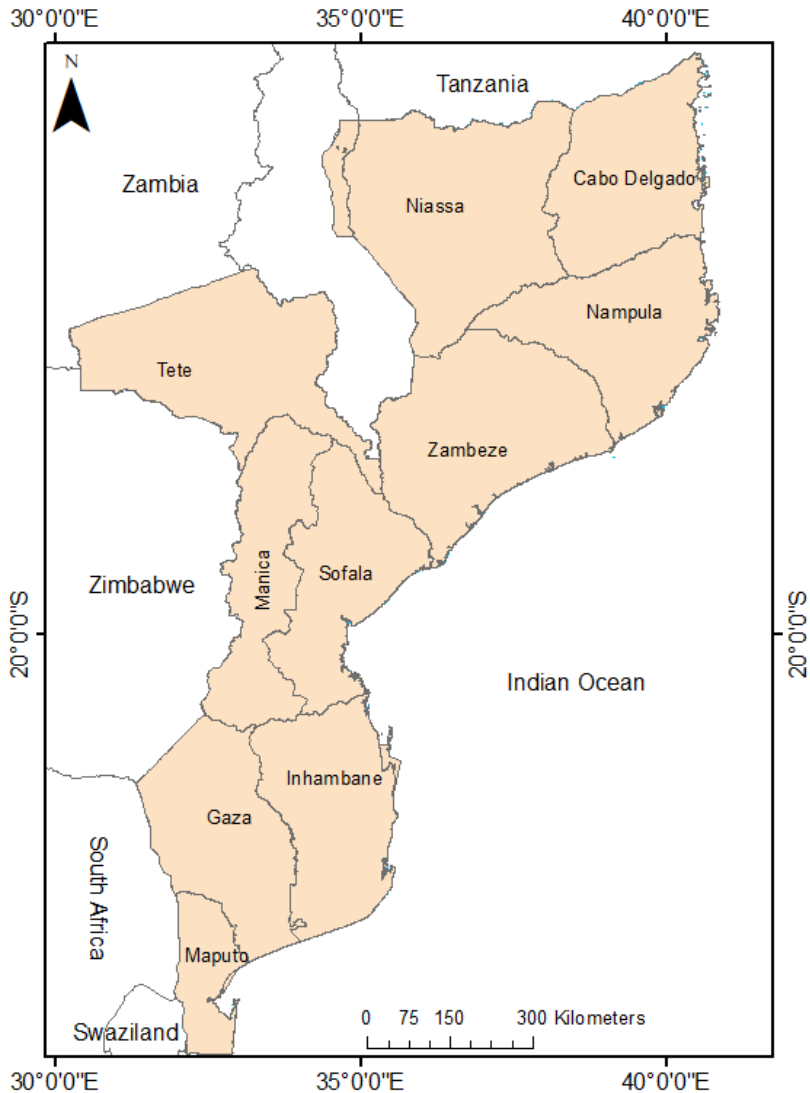 30°0'0"E 35°0'0"E 40°0'0"E
N
Tanzania
Zambia
Cabo Delgado
Niassa
Nampula
Tete
Zambeze
Manica
Sofala
Zimbabwe
20°0'0"S
20°0'0"S
Indian Ocean
Inhambane
Gaza
South Africa
Maputo
0 75 150 300 Kilometers
Swaziland
30°0'0"E 35°0'0"E 40°0'0"E